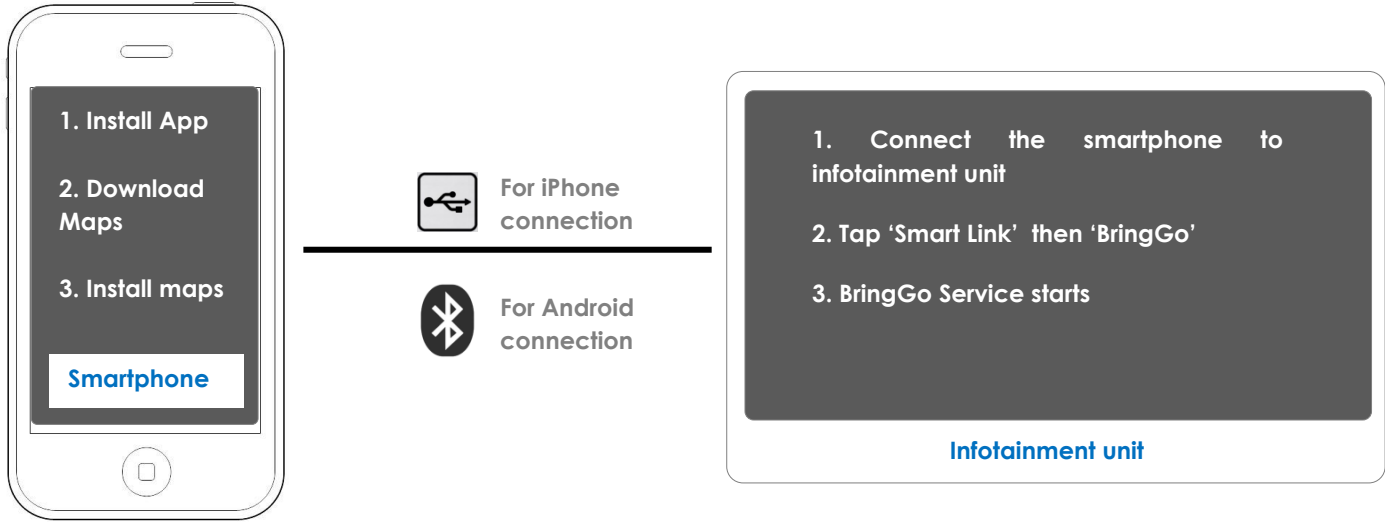 1. Install App
2. Download
Maps
3. Install maps
Smartphone
For iPhone
connection
For Android
connection
1. Connect the smartphone to
infotainment unit
2. Tap ‘Smart Link’ then ‘BringGo’
3. BringGo Service starts
Infotainment unit